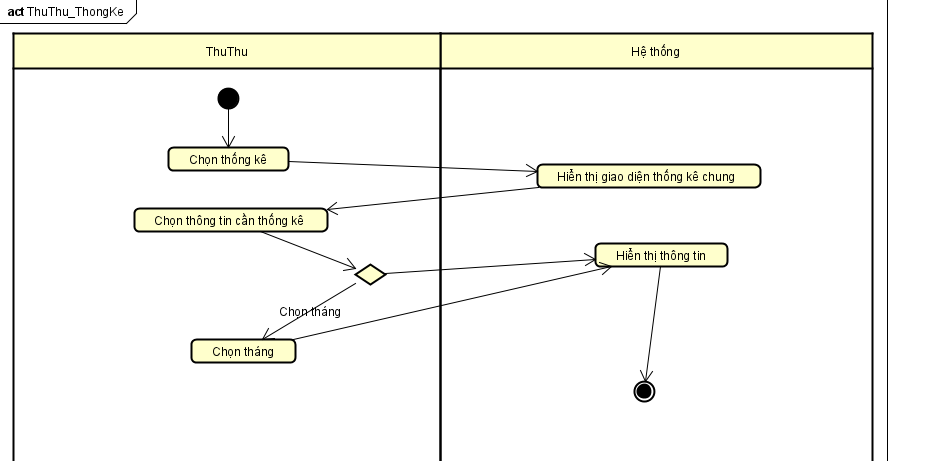 act ThuThu_ThongKe
ThuThu
Hệ thống
Chọn thống kê
Hiển thị giao diện thống kê chung
Chọn thông tin cần thống kê
Hiển thị thông tin
Chọn tháng
Chọn tháng